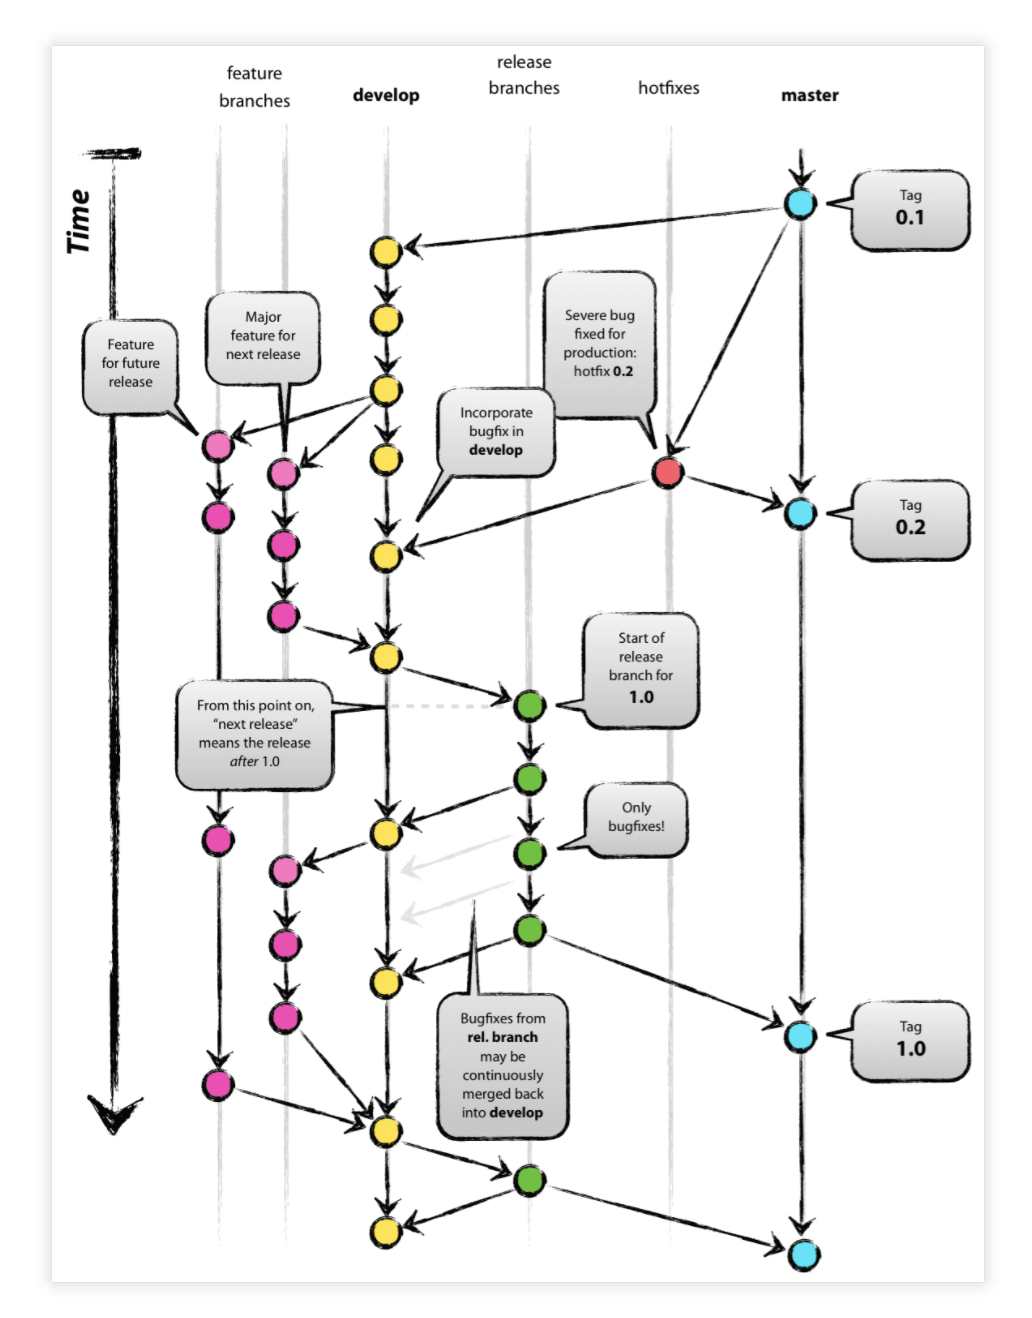 feature
branches
develop
release
branches
hotfixes
master
Time
Tag
0.1
Major
feature for
next release
Feature
for future
release
Severe bug
fixed for
production:
hotfix 0.2
Incorporate
bugfix in
develop
Tag
0.2
Start of
release
branch for
1.0
From this point on,
“next release”
means the release
after 1.0
Only
bugfixes!
Bugfixes from
rel. branch
may be
continuously
merged back
into develop
Tag
1.0